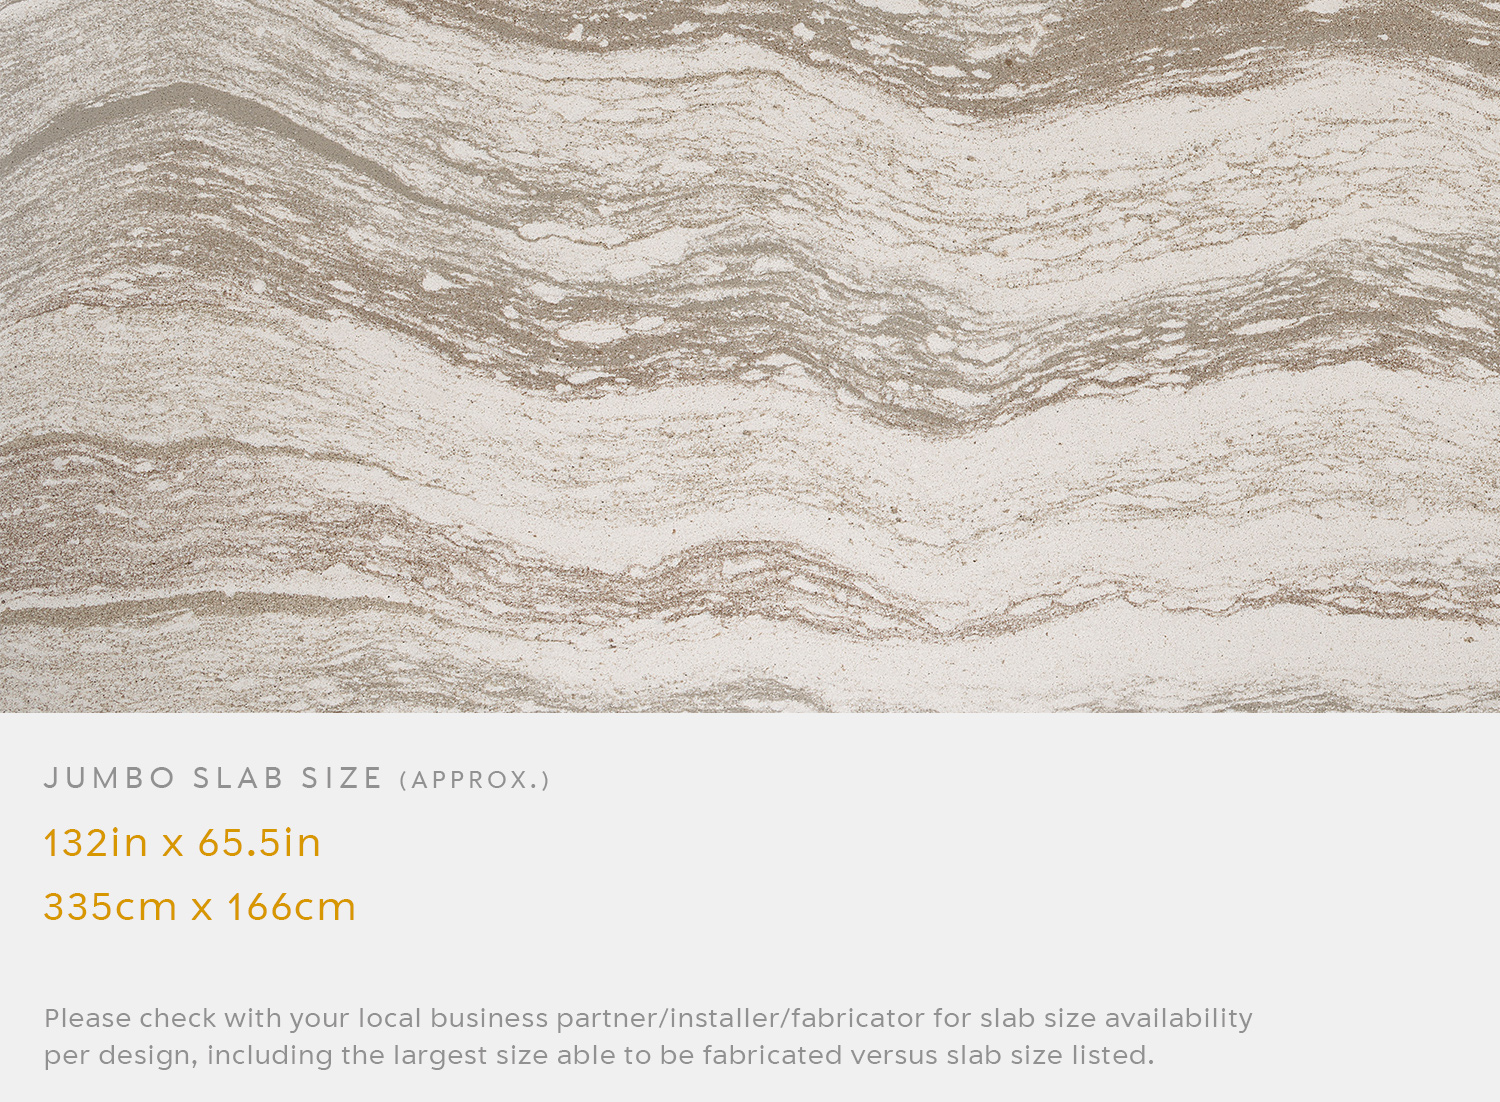 JUMBO SLAB SIZE (APPROX.)
132in x 65.5in
335cm x 166cm
Please check with your local business partner/installer/fabricator for slab size availability
per design, including the largest size able to be fabricated versus slab size listed.